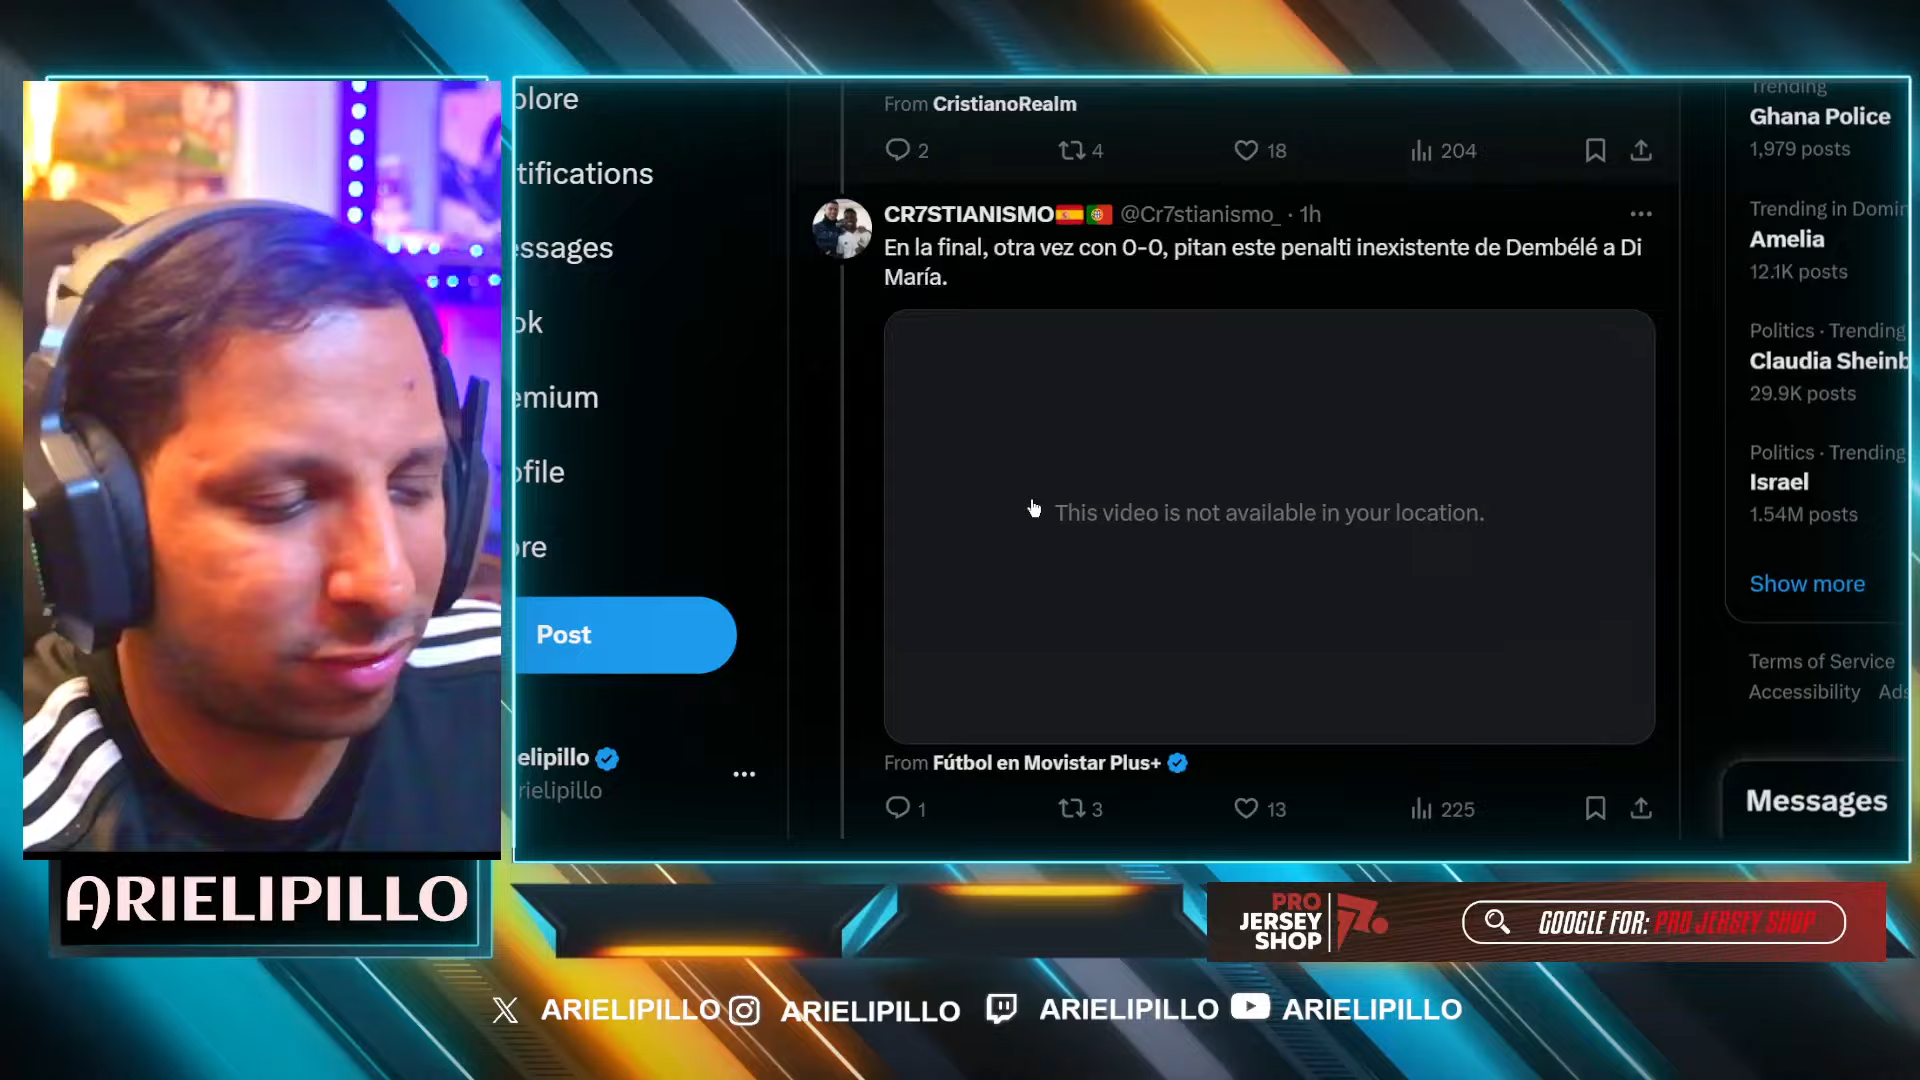 plore
tifications
essages
ok
emium
ofile
ore
Post
elipillo
rielipillo
From CristianoRealm
2
4
18
204
CR7STIANISMO @Cr7stianismo_ · 1h
En la final, otra vez con 0-0, pitan este penalti inexistente de Dembélé a Di
María.
This video is not available in your location.
From Fútbol en Movistar Plus+
1
3
13
225
Trending
Ghana Police
1,979 posts
Trending in Domin
Amelia
12.1K posts
Politics · Trending
Claudia Sheinb
29.9K posts
Politics · Trending
Israel
1.54M posts
Show more
Terms of Service
Accessibility Ads
Messages
ARIELIPILLO
PRO
JERSEY
SHOP
GOOGLE FOR: PRO JERSEY SHOP
ARIELIPILLO
ARIELIPILLO
ARIELIPILLO
ARIELIPILLO